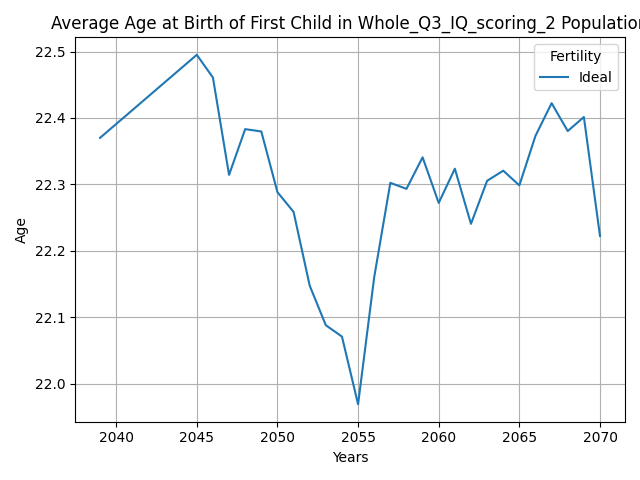 Average Age at Birth of First Child in Whole_Q3_IQ_scoring_2 Population
Fertility
Ideal
22.5
22.4
22.3
22.2
22.1
22.0
Age
2040 2045 2050 2055 2060 2065 2070
Years